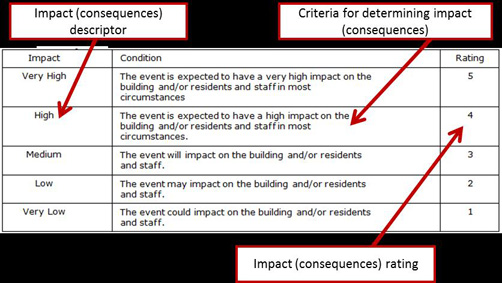 Impact (consequences)
descriptor
Criteria for determining impact
(consequences)
Impact Condition Rating
Very High The event is expected to have a very high impact on the 5
building and/or residents and staff in most
circumstances
High The event is expected to have a high impact on the 4
building and/or residents and staff in most
circumstances.
Medium The event will impact on the building and/or residents 3
and staff.
Low The event may impact on the building and/or residents 2
and staff.
Very Low The event could impact on the building and/or residents 1
and staff.
Impact (consequences) rating